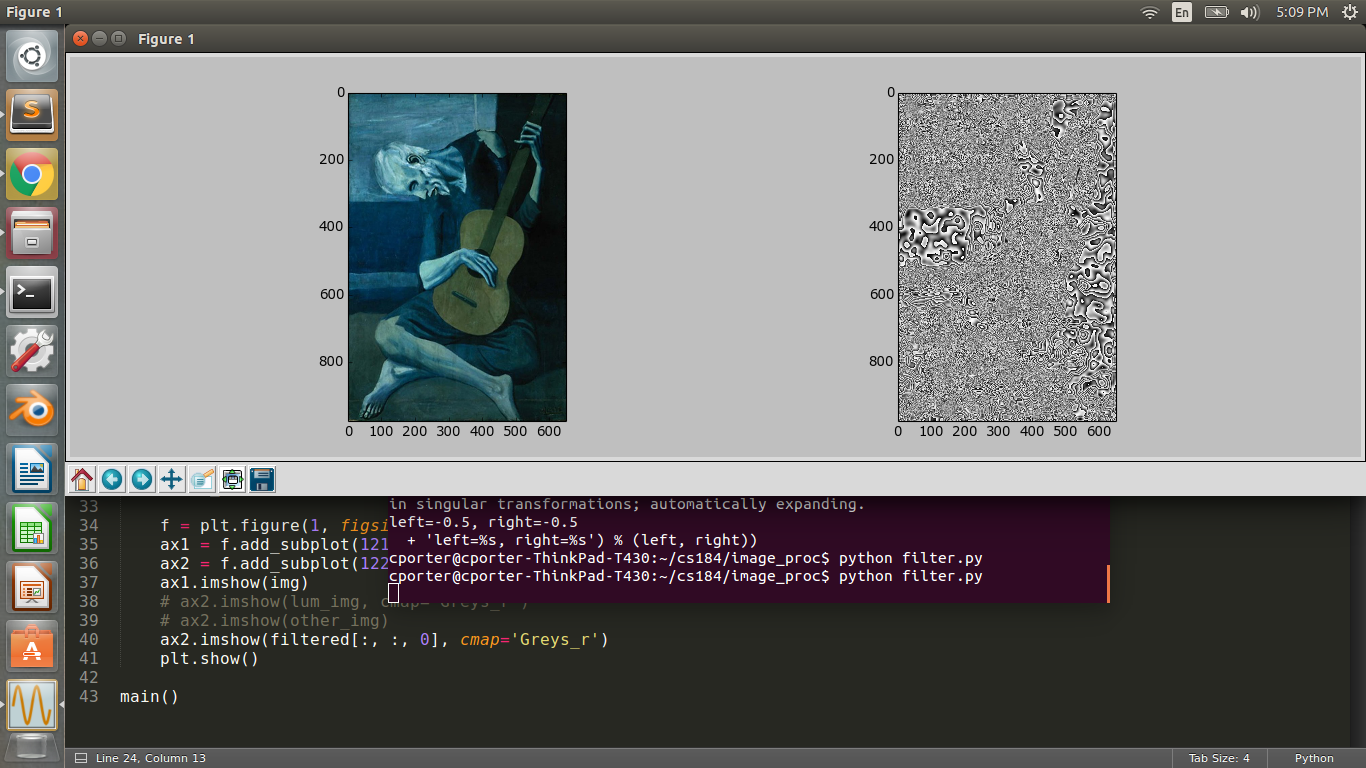 Figure 1
En
5:09 PM
Figure 1
0
200
400
600
800
0 100 200 300 400 500 600
0
200
400
600
800
0 100 200 300 400 500 600
in singular transformations; automatically expanding.
left=-0.5, right=-0.5
+ 'left=%s, right=%s') % (left, right))
cporter@cporter-ThinkPad-T430:~/cs184/image_proc$ python filter.py
cporter@cporter-ThinkPad-T430:~/cs184/image_proc$ python filter.py
33
34 f = plt.figure(1, figsi
35 ax1 = f.add_subplot(121
36 ax2 = f.add_subplot(122
37 ax1.imshow(img)
38 # ax2.imshow(lum_img, cmap='Greys_r')
39 # ax2.imshow(other_img)
40 ax2.imshow(filtered[:, :, 0], cmap='Greys_r')
41 plt.show()
42
43 main()
Line 24, Column 13
Tab Size: 4
Python